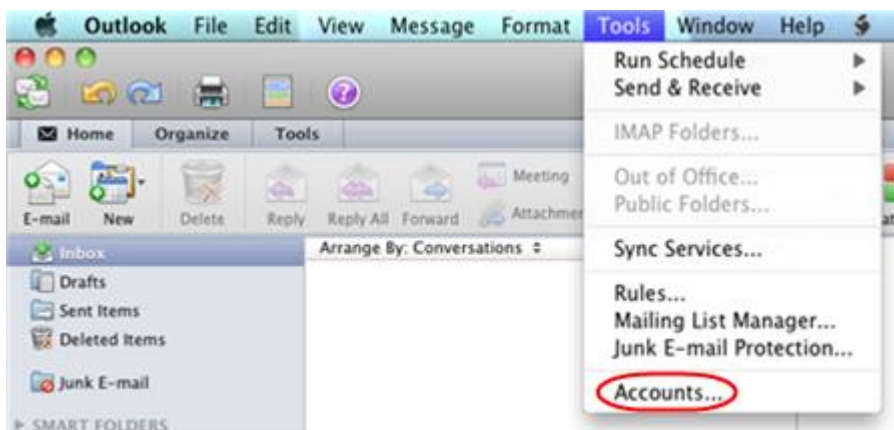 Outlook File Edit View Message Format Tools Window Help
Run Schedule
Send & Receive
IMAP Folders...
Out of Office...
Public Folders...
Sync Services...
Rules...
Mailing List Manager...
Junk E-mail Protection...
Accounts...
Home Organize Tools
E-mail New Delete Reply Reply All Forward Meeting
Inbox
Drafts
Sent Items
Deleted Items
Junk E-mail
SMART FOLDERS
Arrange By: Conversations